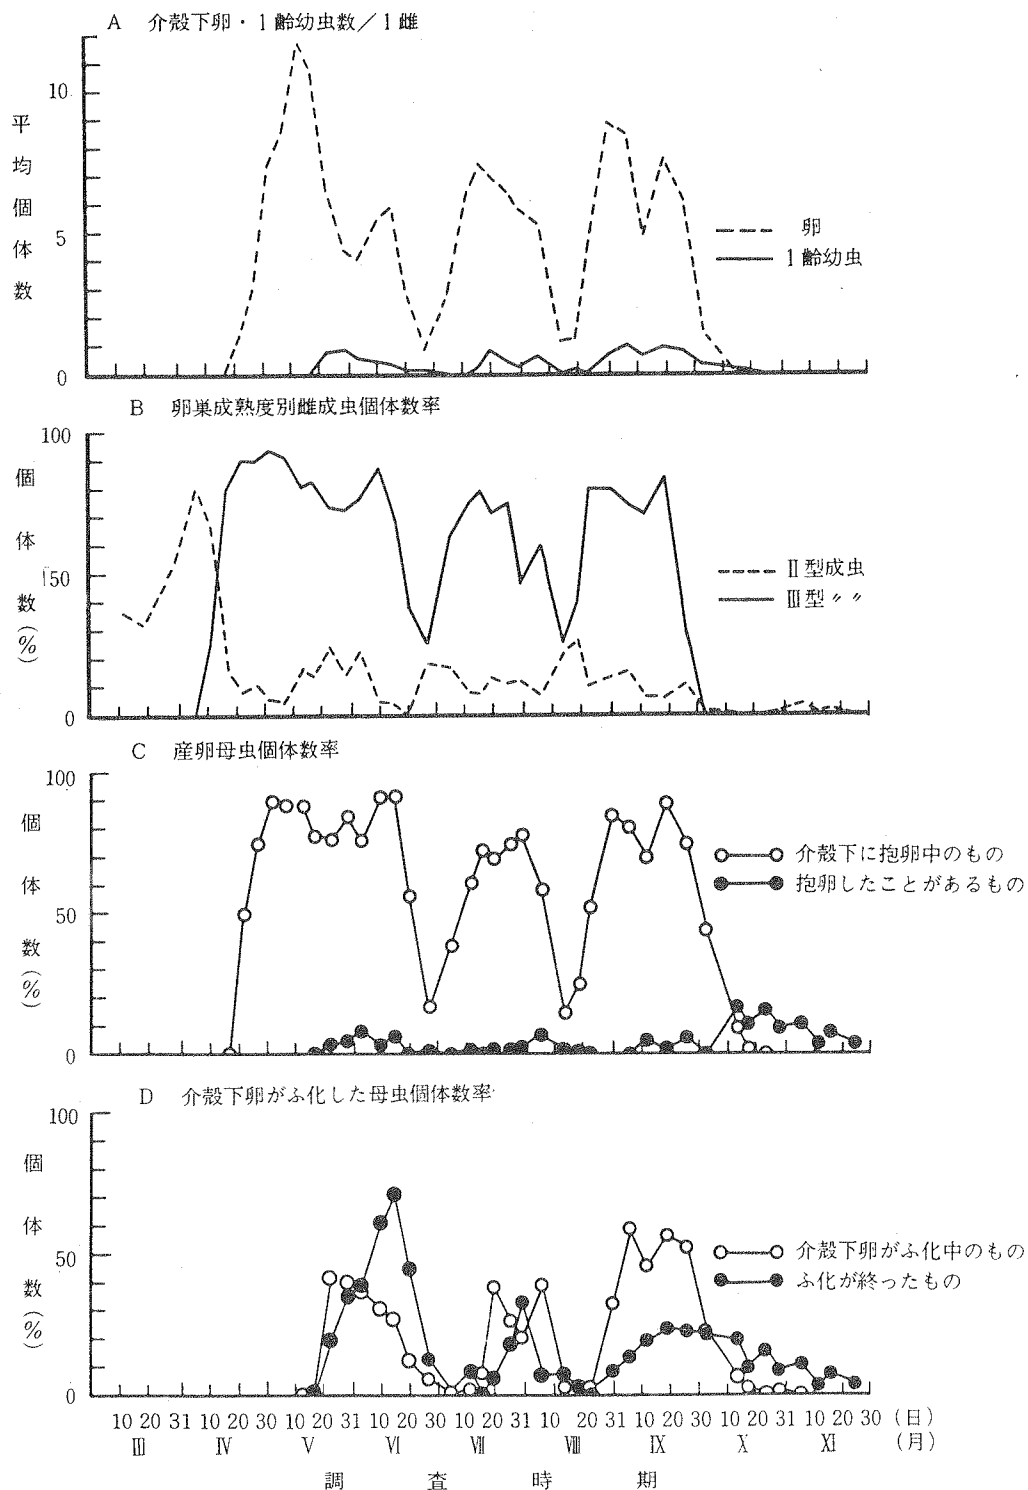 A 介殻下卵・1齢幼虫数／1雌
平均個体数
10
5
0
卵
1齢幼虫
B 卵巣成熟度別雌成虫個体数率
個体数(%)
100
50
0
Ⅱ型成虫
Ⅲ型〃〃
C 産卵母虫個体数率
個体数(%)
100
50
0
介殻下に抱卵中のもの
抱卵したことがあるもの
D 介殻下卵がふ化した母虫個体数率
個体数(%)
100
50
0
介殻下卵がふ化中のもの
ふ化が終ったもの
10 20 31 10 20 30 10 20 31 10 20 30 10 20 31 10 20 31 10 20 30 10 20 31 10 20 30 (日)
Ⅲ Ⅳ Ⅴ Ⅵ Ⅶ Ⅷ Ⅸ Ⅹ Ⅺ (月)
調査時期